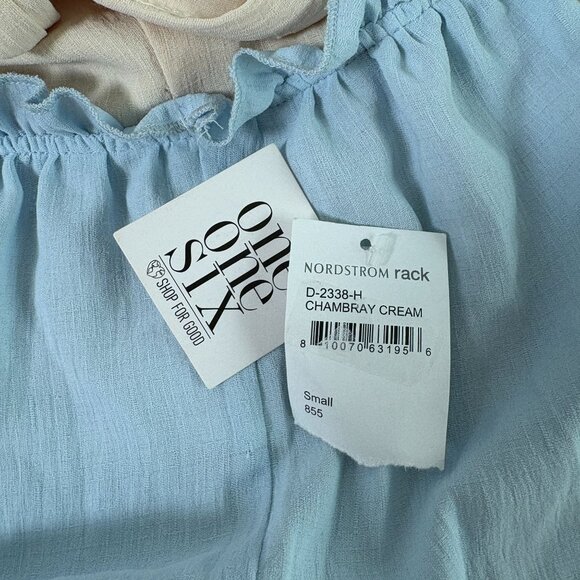 one
one
SIX
SHOP FOR GOOD
NORDSTROM rack
D-2338-H
CHAMBRAY CREAM
8 10070 63195 6
Small
855